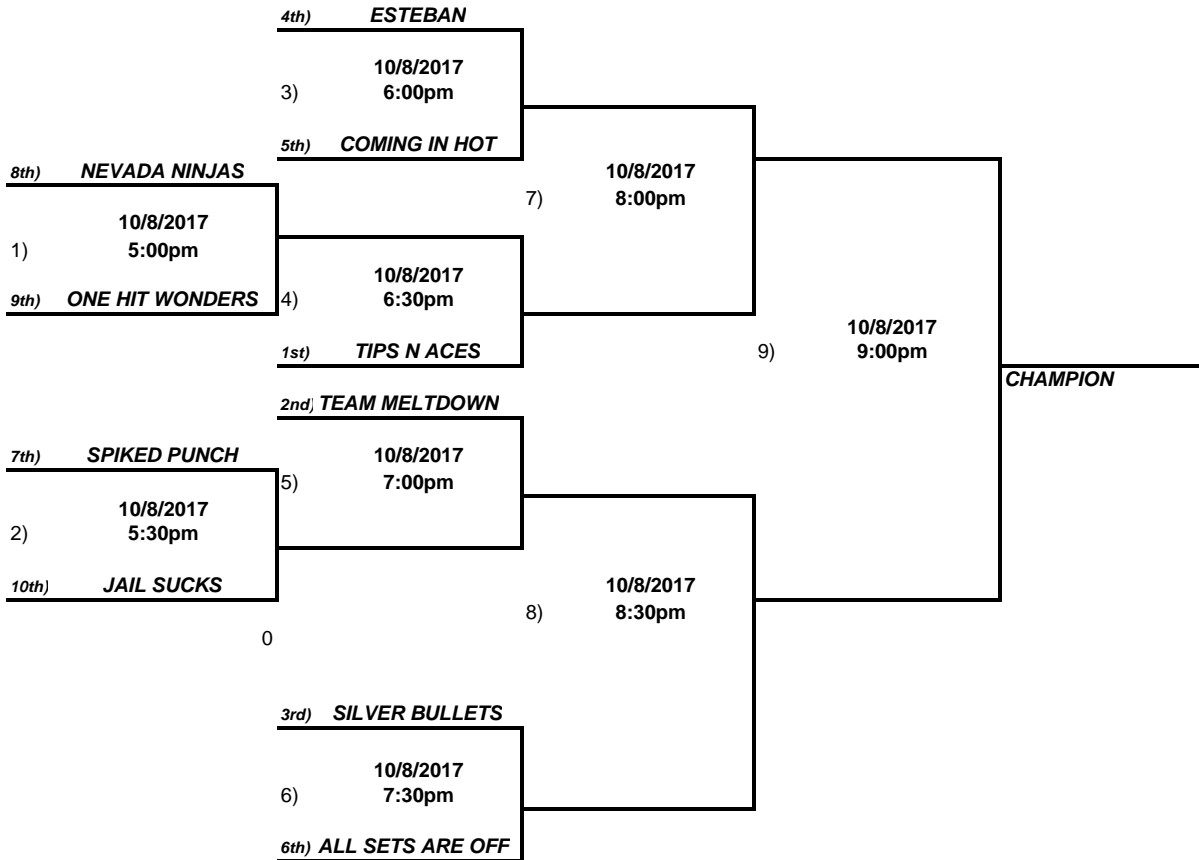 4th) ESTEBAN
10/8/2017
3) 6:00pm
5th) COMING IN HOT
8th) NEVADA NINJAS
10/8/2017
7) 8:00pm
10/8/2017
1) 5:00pm
10/8/2017
9th) ONE HIT WONDERS
4) 6:30pm
10/8/2017
9) 9:00pm
1st) TIPS N ACES
CHAMPION
2nd) TEAM MELTDOWN
7th) SPIKED PUNCH
10/8/2017
5) 7:00pm
10/8/2017
2) 5:30pm
10th) JAIL SUCKS
10/8/2017
8) 8:30pm
0
3rd) SILVER BULLETS
10/8/2017
6) 7:30pm
6th) ALL SETS ARE OFF